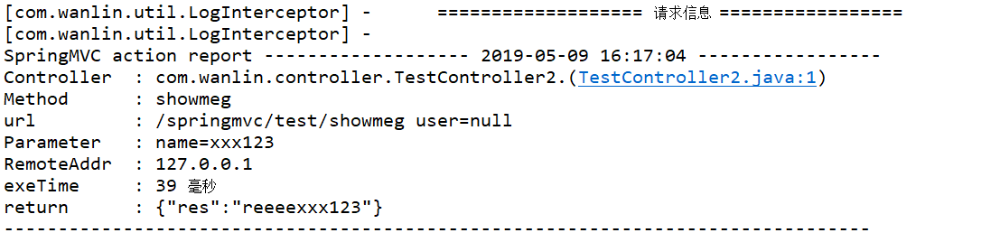 [com.wanlin.util.LogInterceptor] -      =================== 请求信息 =================
[com.wanlin.util.LogInterceptor] -
SpringMVC action report ------------------- 2019-05-09 16:17:04 -----------------
Controller  : com.wanlin.controller.TestController2.(TestController2.java:1)
Method      : showmeg
url         : /springmvc/test/showmeg user=null
Parameter   : name=xxx123
RemoteAddr  : 127.0.0.1
exeTime     : 39 毫秒
return      : {"res":"reeeexxx123"}
--------------------------------------------------------------------------------